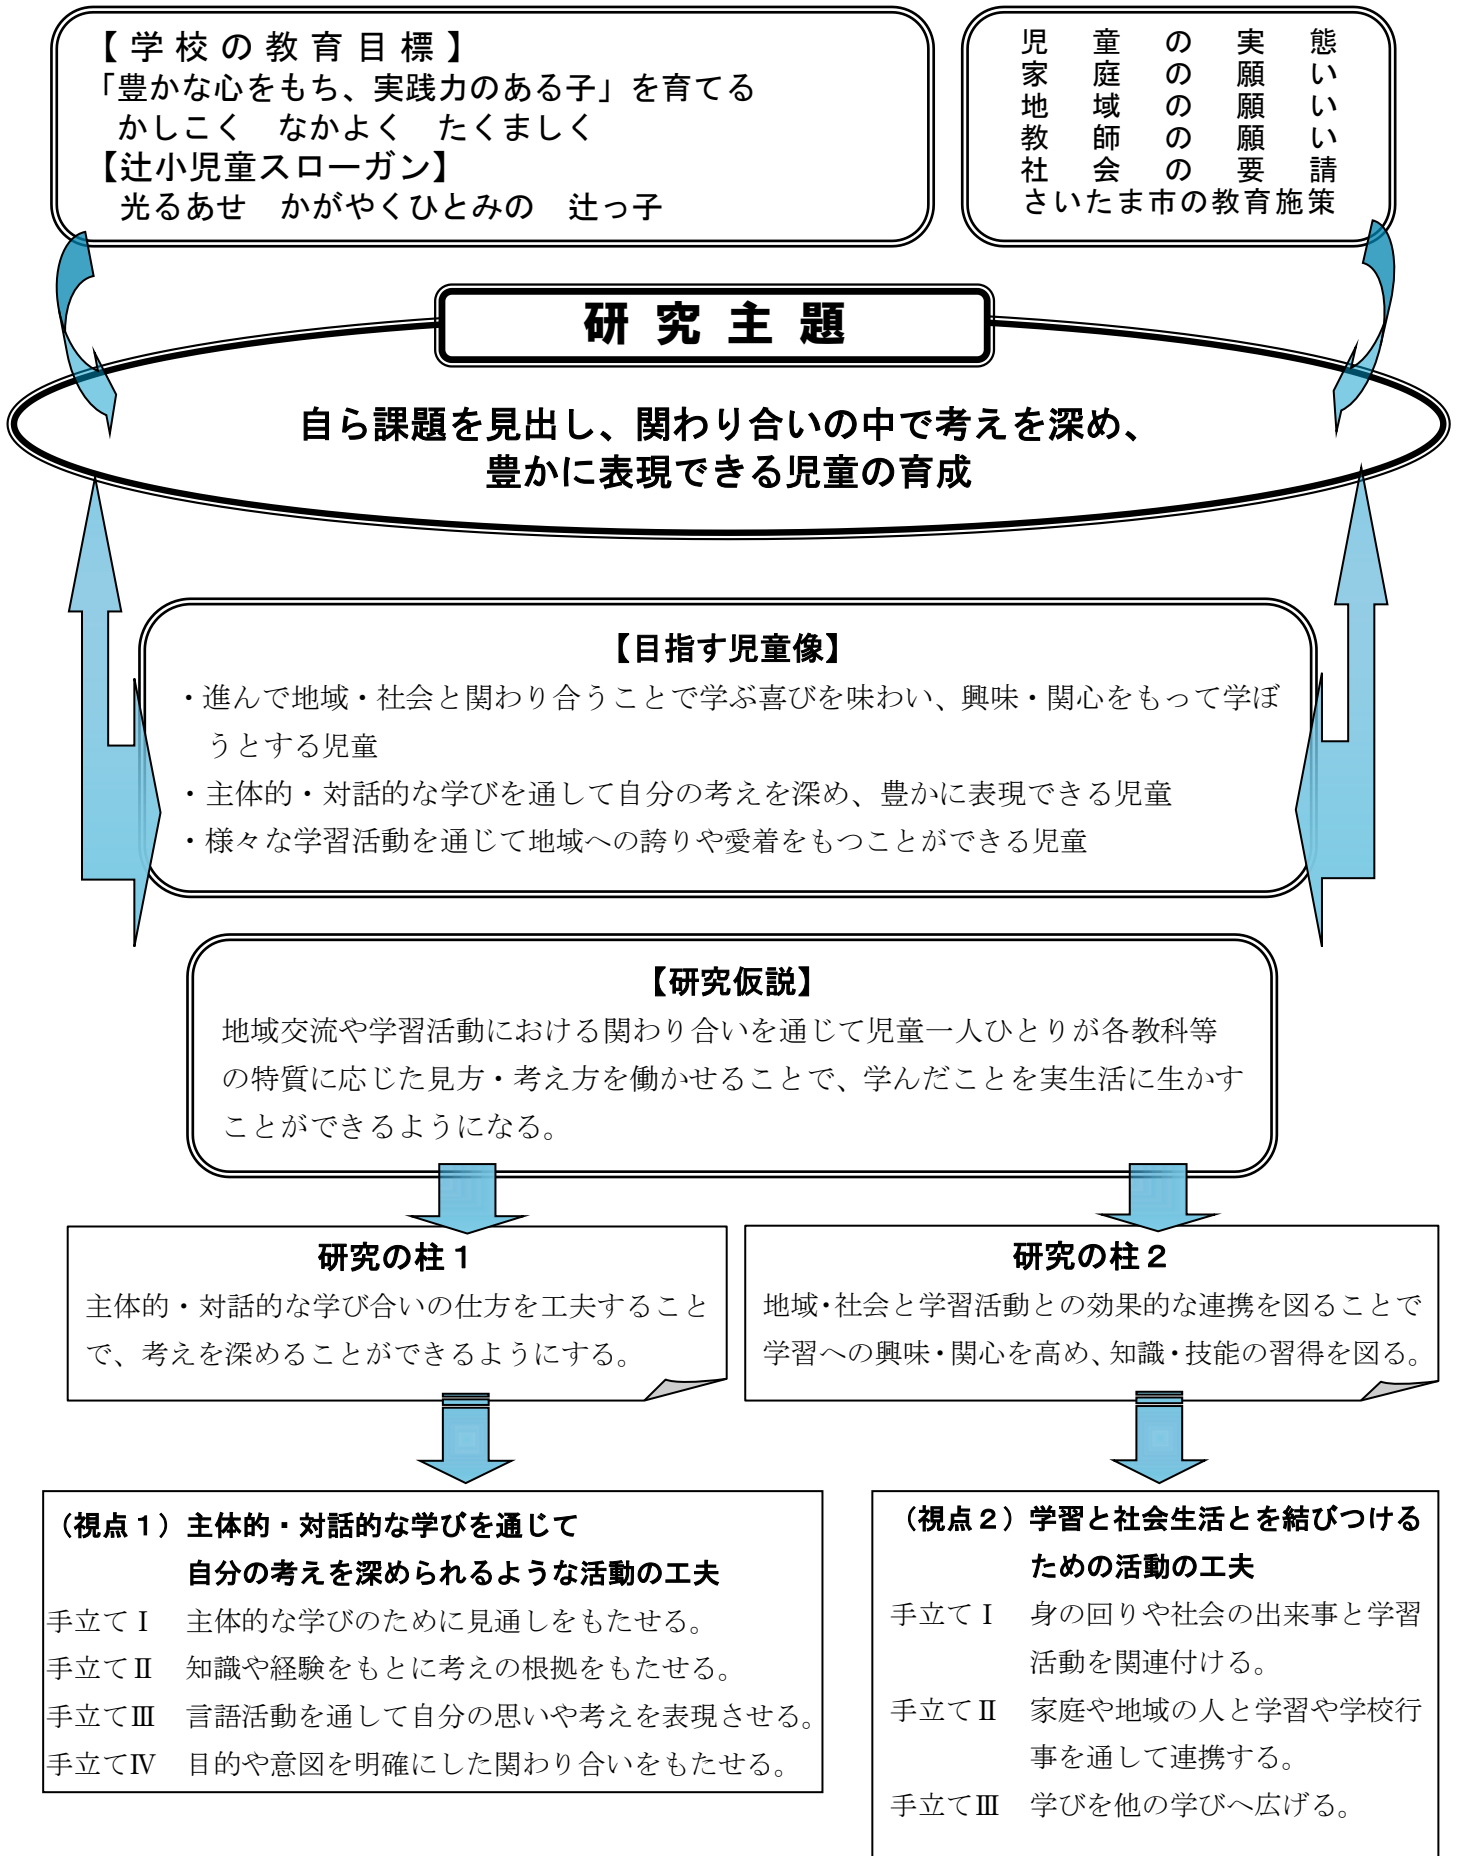 【学校の教育目標】
「豊かな心をもち、実践力のある子」を育てる
かしこく　なかよく　たくましく
【辻小児童スローガン】
光るあせ　かがやくひとみの　辻っ子
児童の実態
家庭の願い
地域の願い
教師の願い
社会の要請
さいたま市の教育施策
研究主題
自ら課題を見出し、関わり合いの中で考えを深め、
豊かに表現できる児童の育成
【目指す児童像】
・進んで地域・社会と関わり合うことで学ぶ喜びを味わい、興味・関心をもって学ぼ
うとする児童
・主体的・対話的な学びを通して自分の考えを深め、豊かに表現できる児童
・様々な学習活動を通じて地域への誇りや愛着をもつことができる児童
【研究仮説】
地域交流や学習活動における関わり合いを通じて児童一人ひとりが各教科等
の特質に応じた見方・考え方を働かせることで、学んだことを実生活に生かす
ことができるようになる。
研究の柱１
主体的・対話的な学び合いの仕方を工夫すること
で、考えを深めることができるようにする。
研究の柱２
地域・社会と学習活動との効果的な連携を図ることで
学習への興味・関心を高め、知識・技能の習得を図る。
（視点１）主体的・対話的な学びを通じて
自分の考えを深められるような活動の工夫
手立てⅠ　主体的な学びのために見通しをもたせる。
手立てⅡ　知識や経験をもとに考えの根拠をもたせる。
手立てⅢ　言語活動を通して自分の思いや考えを表現させる。
手立てⅣ　目的や意図を明確にした関わり合いをもたせる。
（視点２）学習と社会生活とを結びつける
ための活動の工夫
手立てⅠ　身の回りや社会の出来事と学習
活動を関連付ける。
手立てⅡ　家庭や地域の人と学習や学校行
事を通して連携する。
手立てⅢ　学びを他の学びへ広げる。